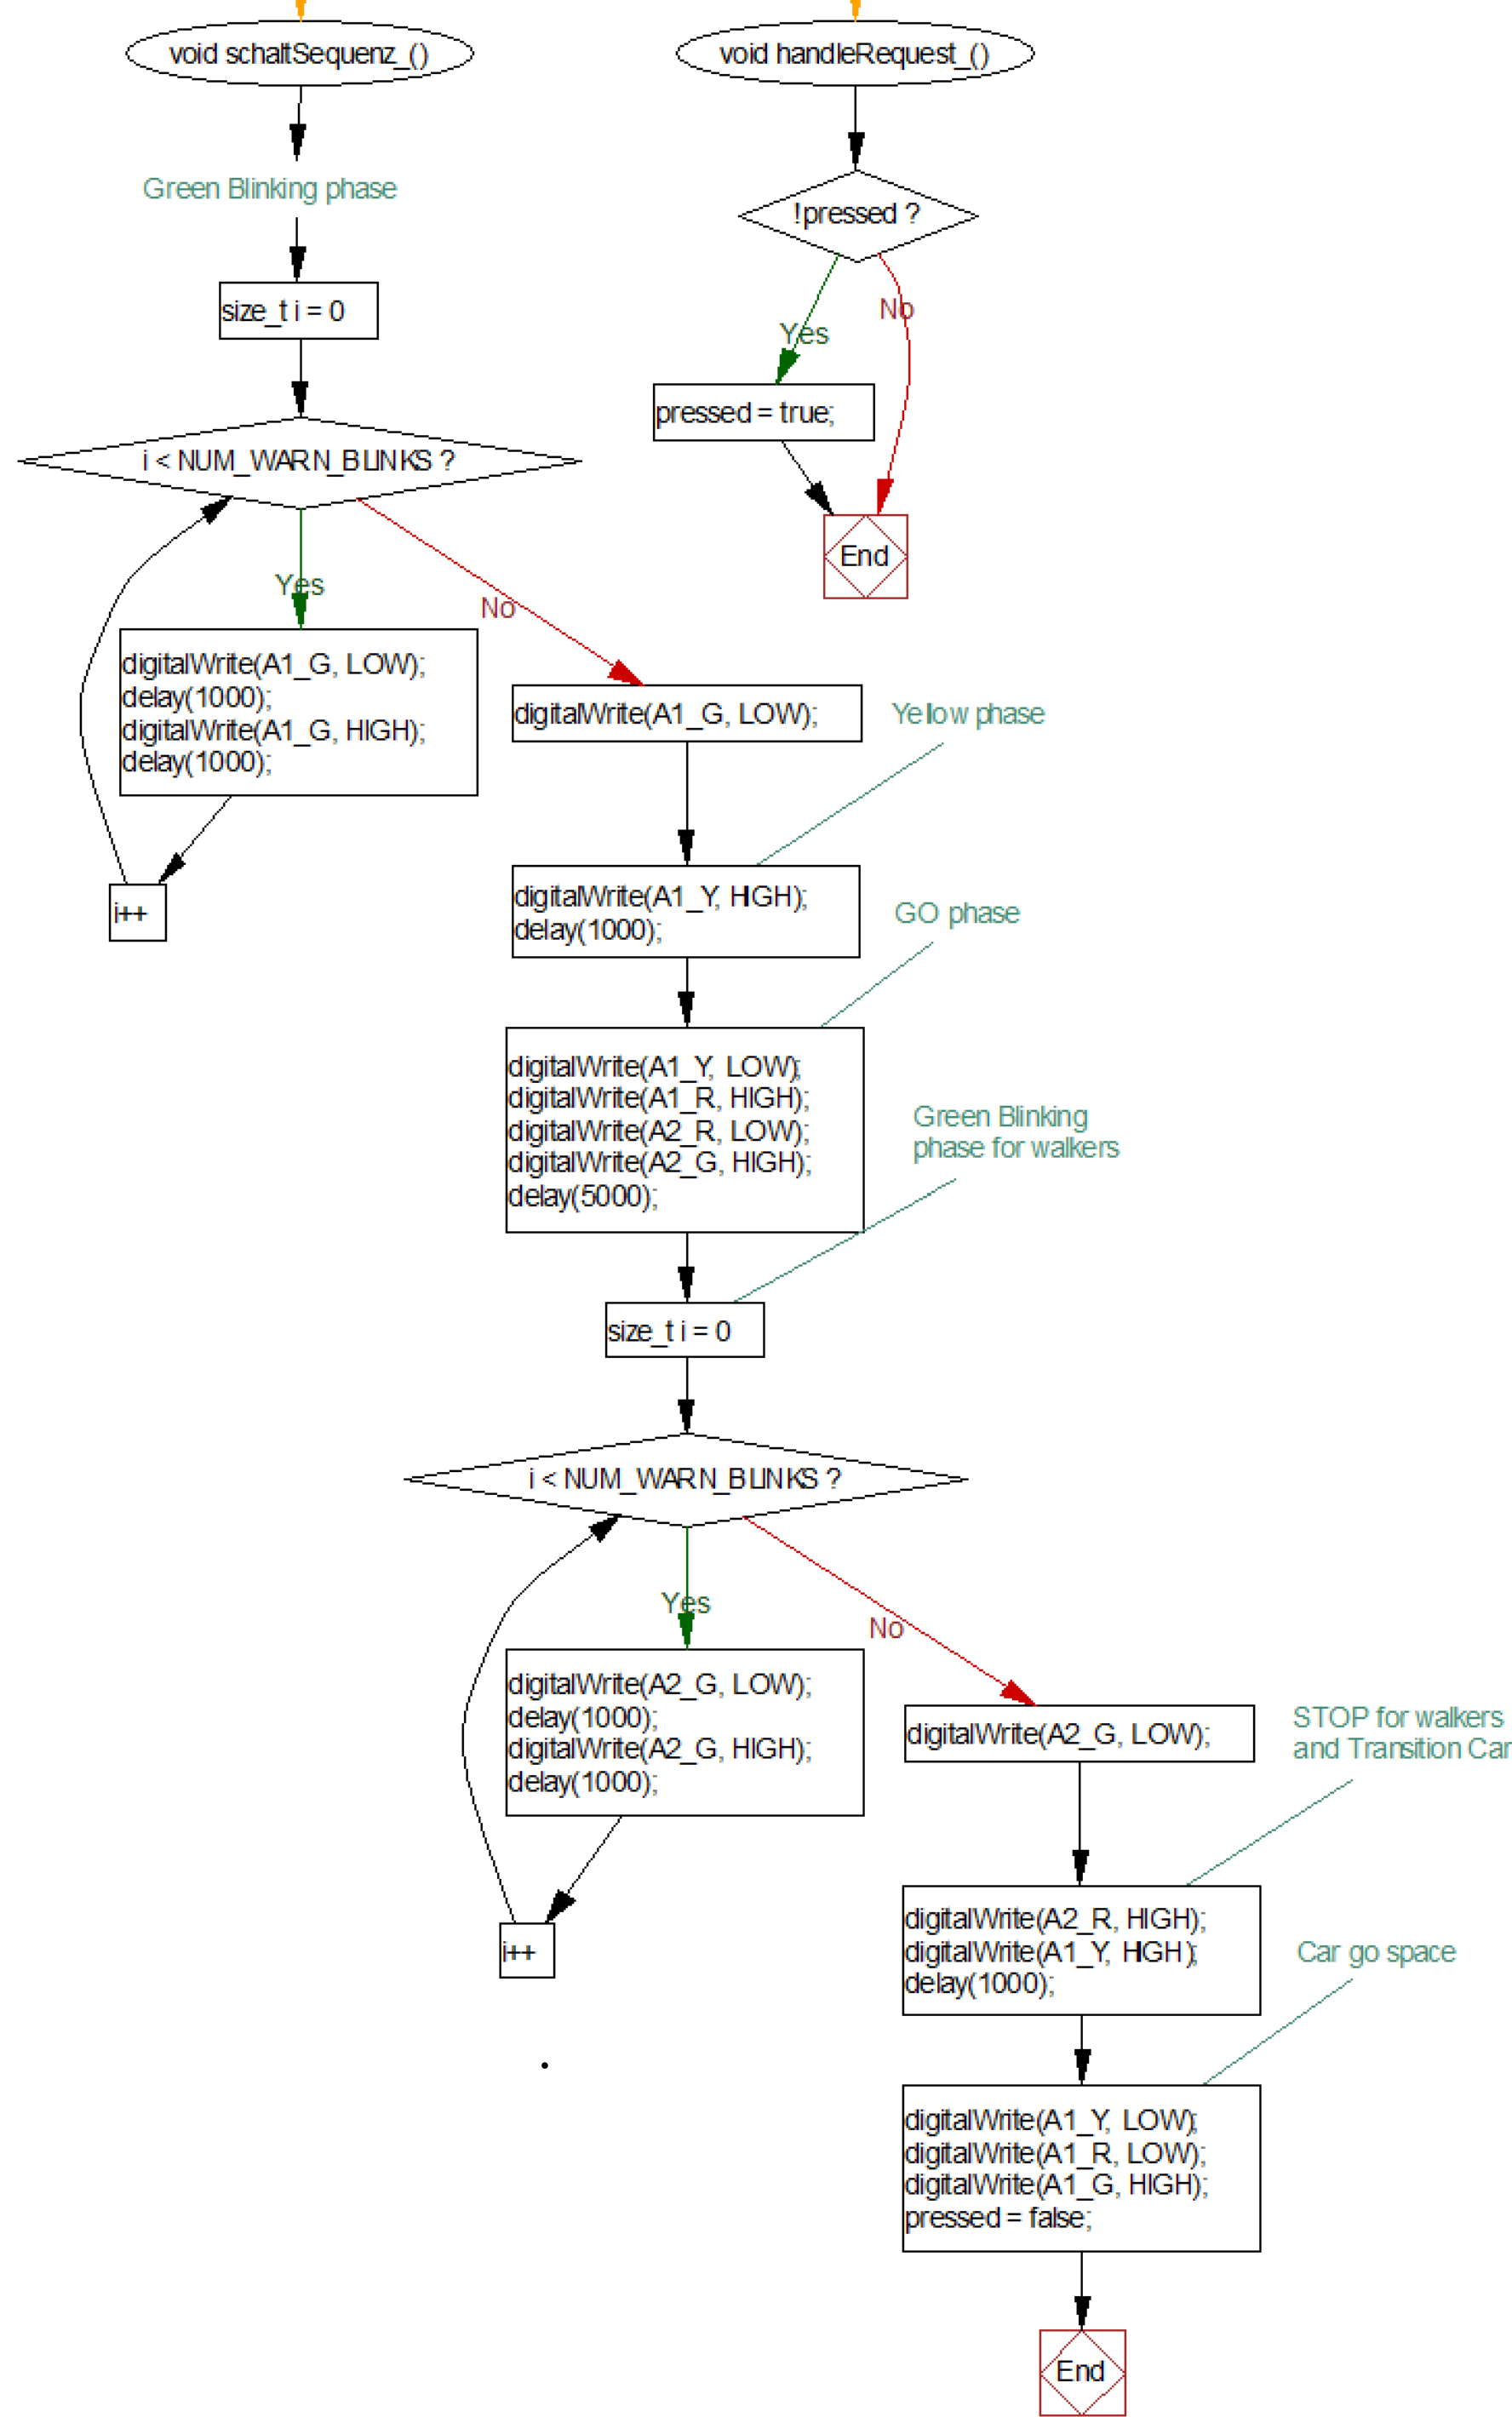 void schaltSequenz_()
Green Blinking phase
size_t i = 0
i < NUM_WARN_BLINKS ?
Yes
No
digitalWrite(A1_G, LOW);
delay(1000);
digitalWrite(A1_G, HIGH);
delay(1000);
i++
digitalWrite(A1_G, LOW);
Yellow phase
digitalWrite(A1_Y, HIGH);
delay(1000);
GO phase
digitalWrite(A1_Y, LOW);
digitalWrite(A1_R, HIGH);
digitalWrite(A2_R, LOW);
digitalWrite(A2_G, HIGH);
delay(5000);
Green Blinking
phase for walkers
size_t i = 0
i < NUM_WARN_BLINKS ?
Yes
No
digitalWrite(A2_G, LOW);
delay(1000);
digitalWrite(A2_G, HIGH);
delay(1000);
i++
digitalWrite(A2_G, LOW);
STOP for walkers
and Transition Car
digitalWrite(A2_R, HIGH);
digitalWrite(A1_Y, HIGH);
delay(1000);
Car go space
digitalWrite(A1_Y, LOW);
digitalWrite(A1_R, LOW);
digitalWrite(A1_G, HIGH);
pressed = false;
End
void handleRequest_()
!pressed ?
Yes
No
pressed = true;
End